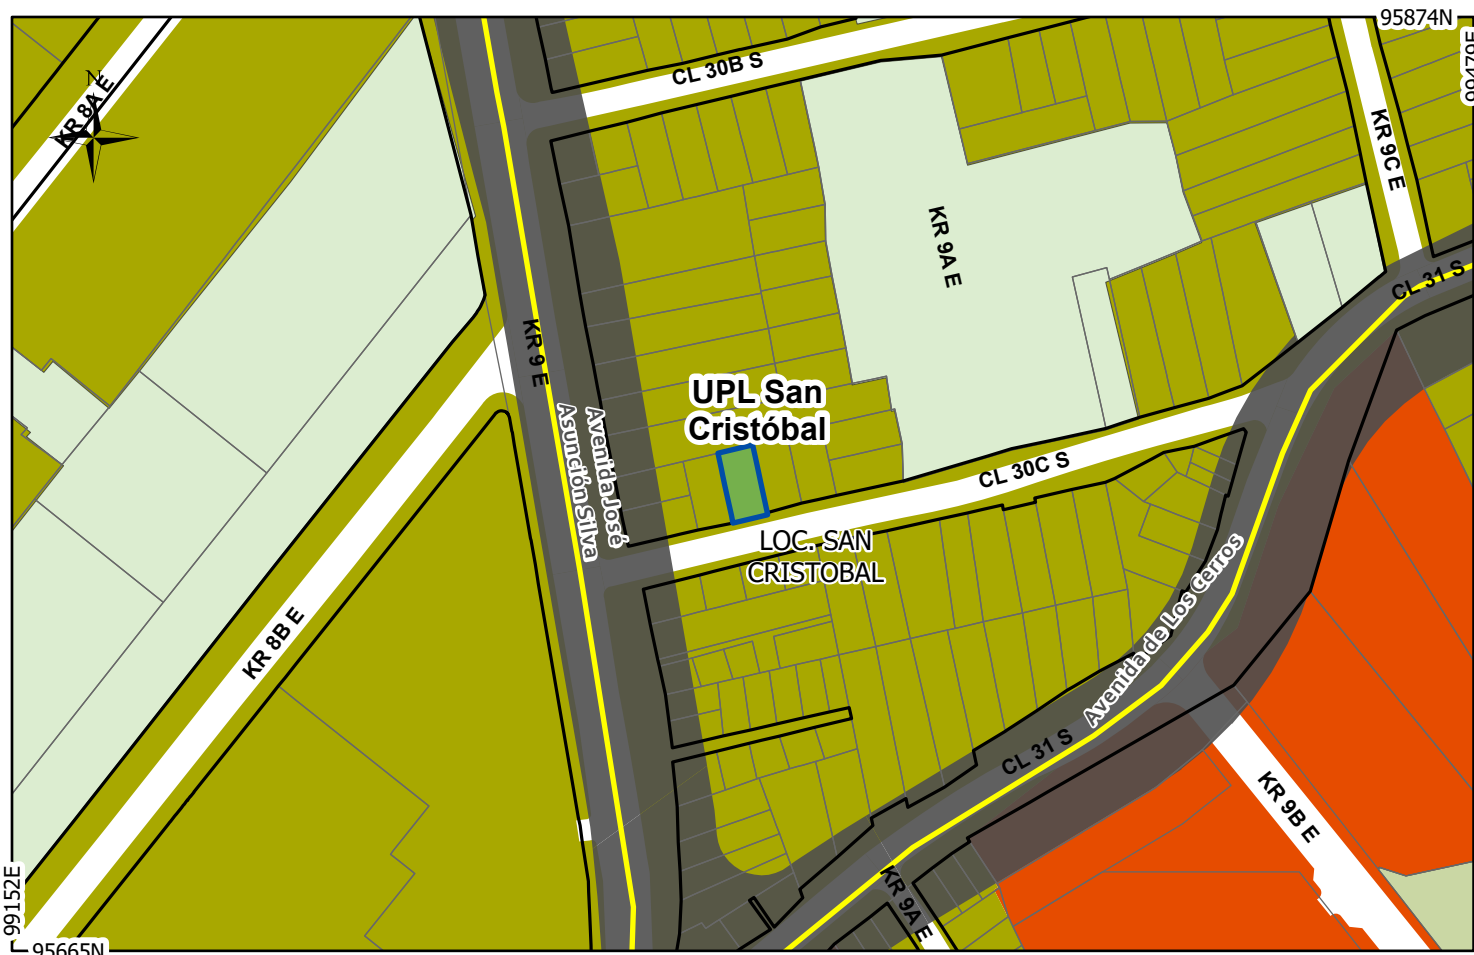 95874N
99479E
N
KR 8A E
CL 30B S
KR 9C E
KR 9A E
CL 31 S
KR 9 E
UPL San
Cristóbal
Avenida José
Asunción Silva
CL 30C S
LOC. SAN
CRISTOBAL
KR 8B E
Avenida de Los Cerros
CL 31 S
KR 9B E
KR 9A E
99152E
95665N